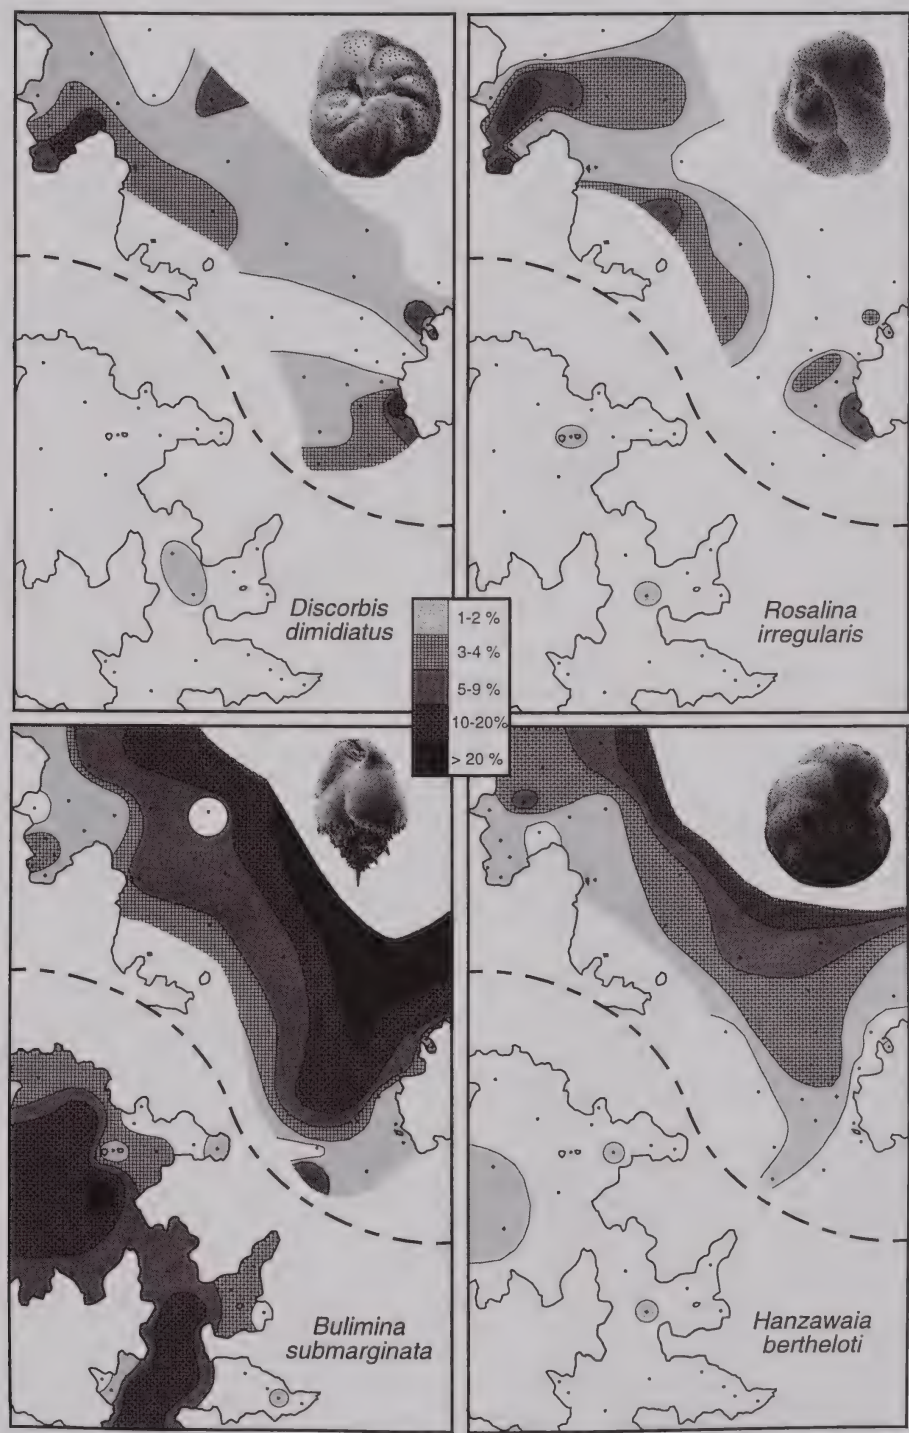 Discorbis
dimidiatus
Rosalina
irregularis
1-2 %
3-4 %
5-9 %
10-20%
> 20 %
Bulimina
submarginata
Hanzawaia
bertheloti